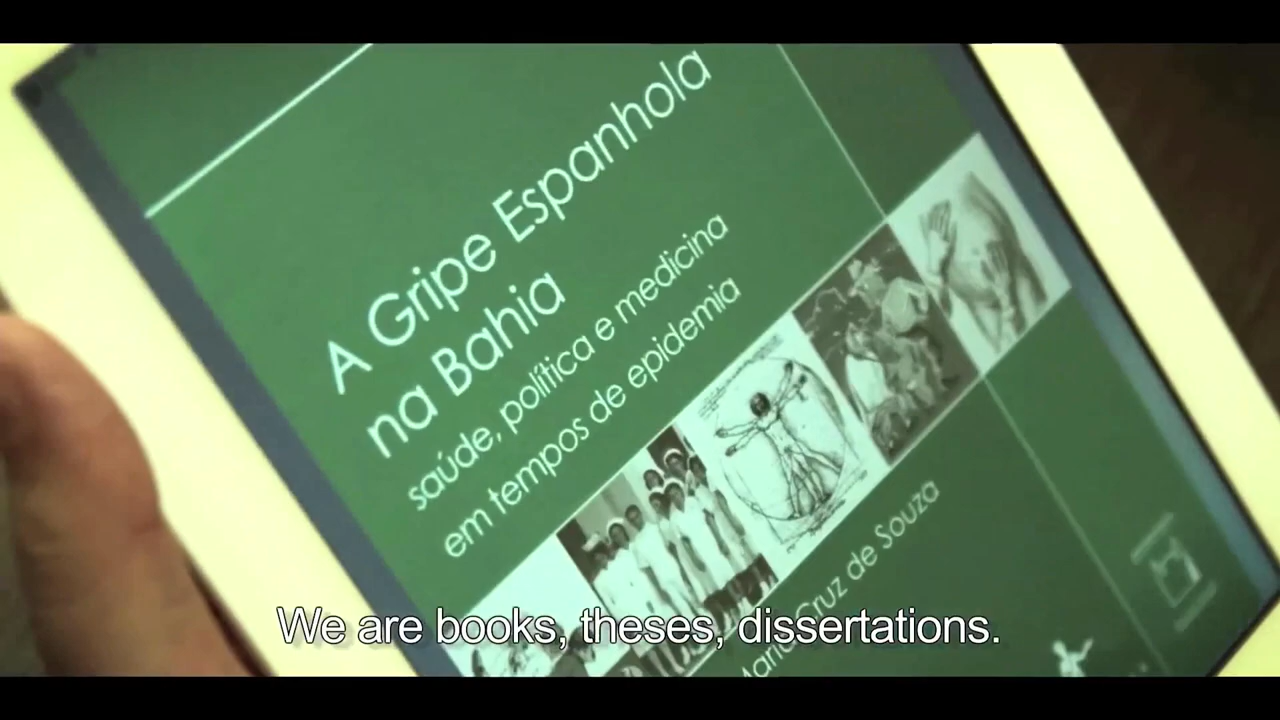 A Gripe Espanhola
na Bahia
saúde, política e medicina
em tempos de epidemia
Maria Cruz de Souza
We are books, theses, dissertations.